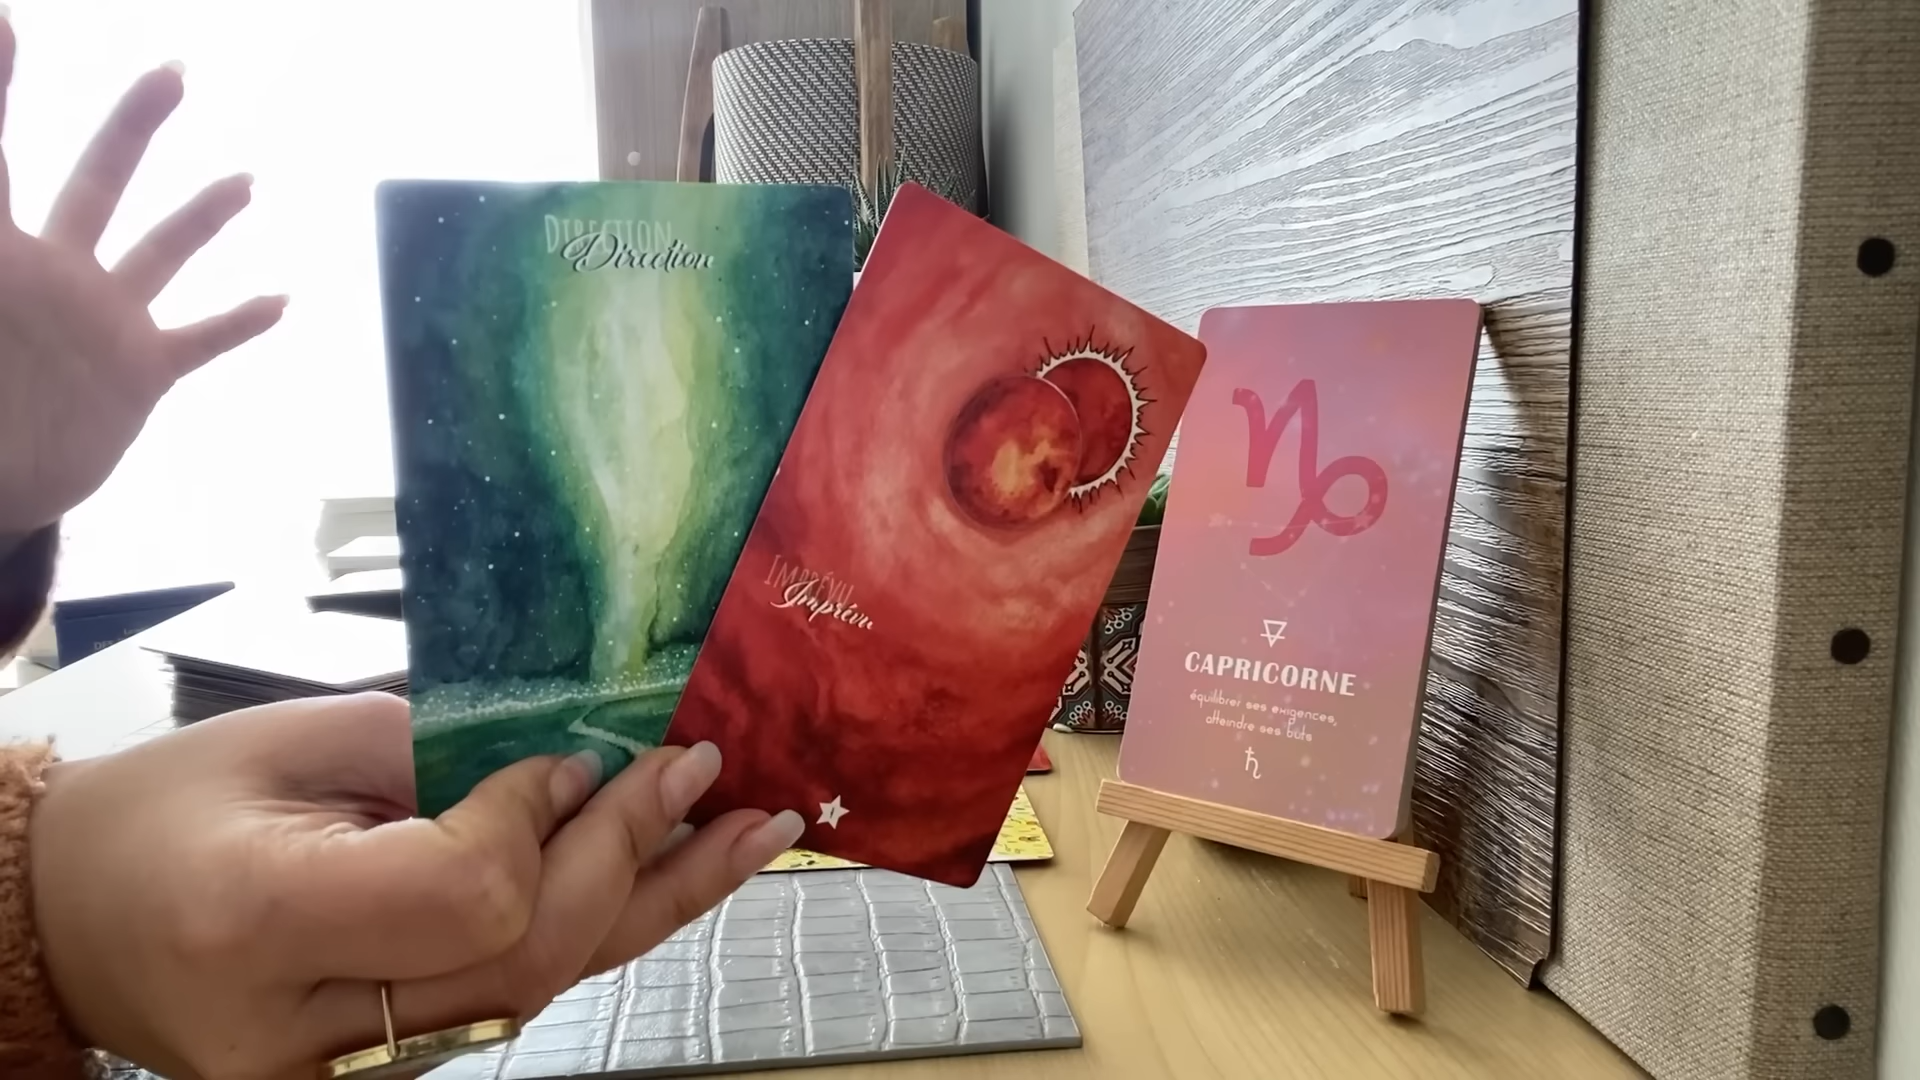 DIRECTION
Direction
IMPRÉVU
Imprévu
CAPRICORNE
équilibrer ses exigences,
atteindre ses buts